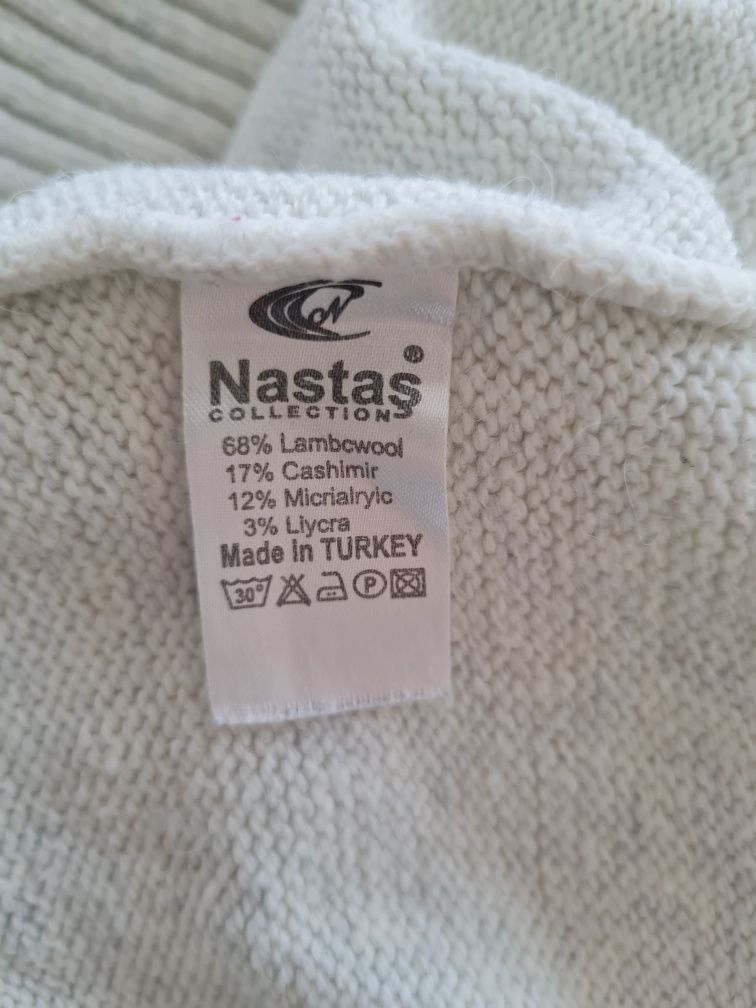 N
Nastaş®
COLLECTION
68% Lambcwool
17% Cashimir
12% Micrialryic
3% Liycra
Made in TURKEY
30° P